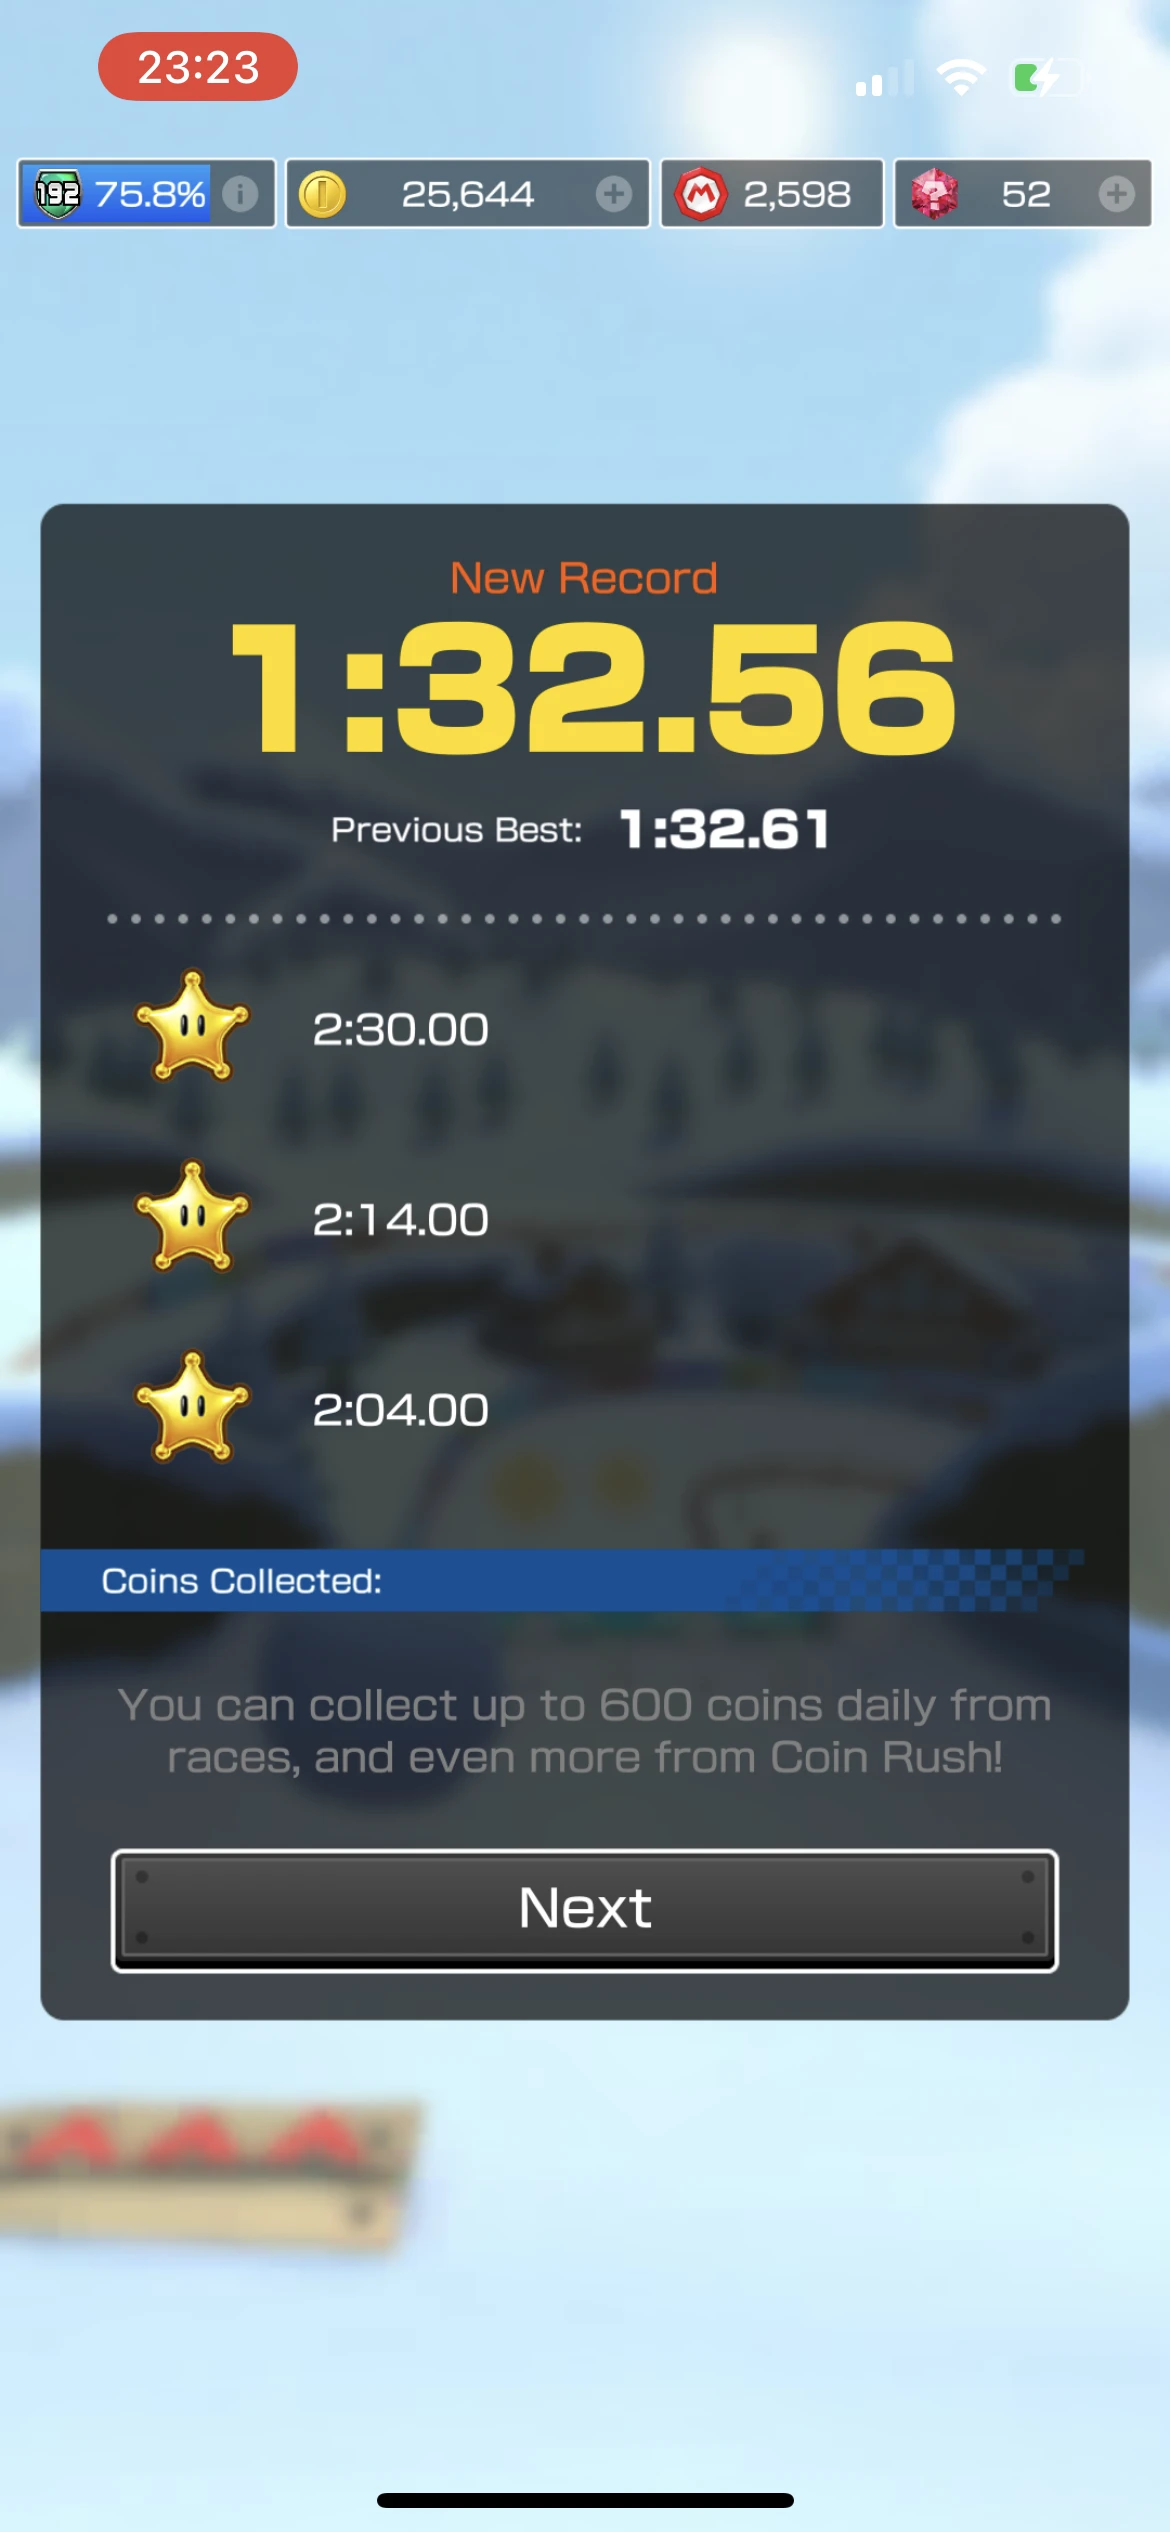 23:23
192 75.8% 25,644 2,598 52
New Record
1:32.56
Previous Best: 1:32.61
2:30.00
2:14.00
2:04.00
Coins Collected:
You can collect up to 600 coins daily from
races, and even more from Coin Rush!
Next